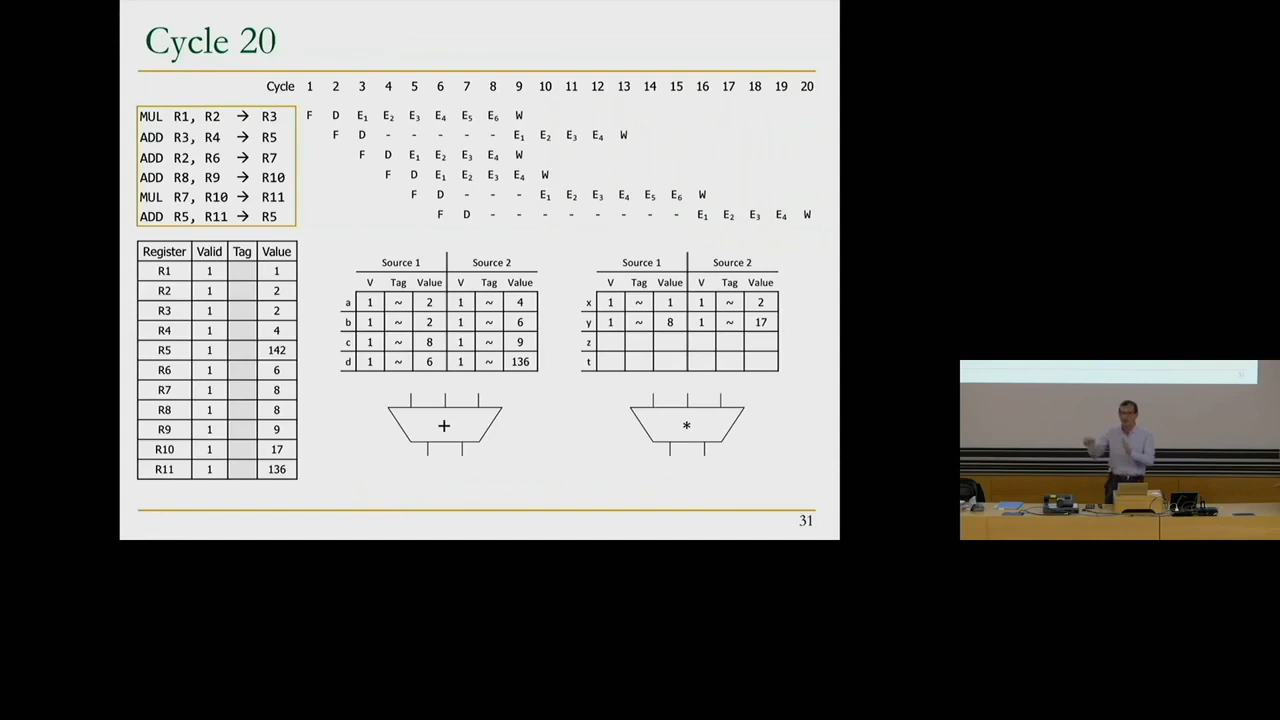 Cycle 20
Cycle 1 2 3 4 5 6 7 8 9 10 11 12 13 14 15 16 17 18 19 20
MUL R1, R2 → R3 F D E₁ E₂ E₃ E₄ E₅ E₆ W
ADD R3, R4 → R5 F D - - - - - E₁ E₂ E₃ E₄ W
ADD R2, R6 → R7 F D E₁ E₂ E₃ E₄ W
ADD R8, R9 → R10 F D E₁ E₂ E₃ E₄ W
MUL R7, R10 → R11 F D - - - E₁ E₂ E₃ E₄ E₅ E₆ W
ADD R5, R11 → R5 F D - - - - - - - - E₁ E₂ E₃ E₄ W
Register Valid Tag Value
R1 1 1
R2 1 2
R3 1 2
R4 1 4
R5 1 142
R6 1 6
R7 1 8
R8 1 8
R9 1 9
R10 1 17
R11 1 136
Source 1 Source 2
V Tag Value V Tag Value
a 1 ~ 2 1 ~ 4
b 1 ~ 2 1 ~ 6
c 1 ~ 8 1 ~ 9
d 1 ~ 6 1 ~ 136
+
Source 1 Source 2
V Tag Value V Tag Value
x 1 ~ 1 1 ~ 2
y 1 ~ 8 1 ~ 17
z
t
*
31